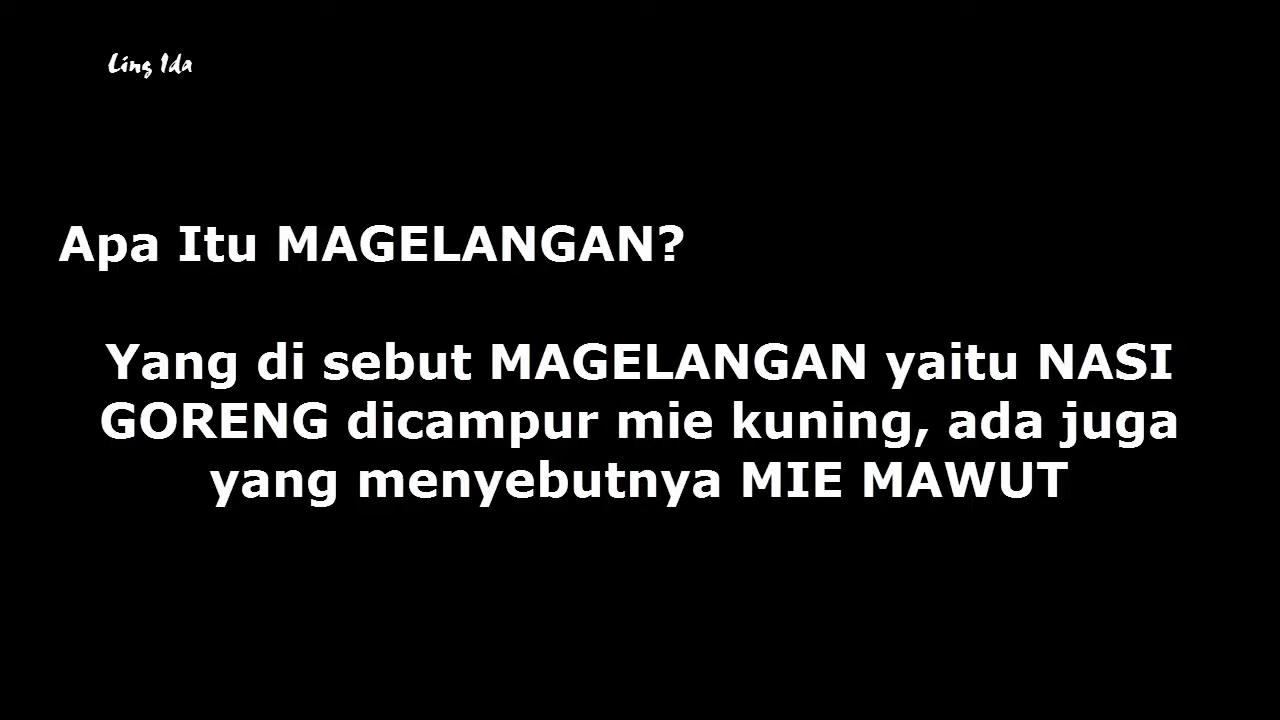 Ling Ida
Apa Itu MAGELANGAN?
Yang di sebut MAGELANGAN yaitu NASI
GORENG dicampur mie kuning, ada juga
yang menyebutnya MIE MAWUT